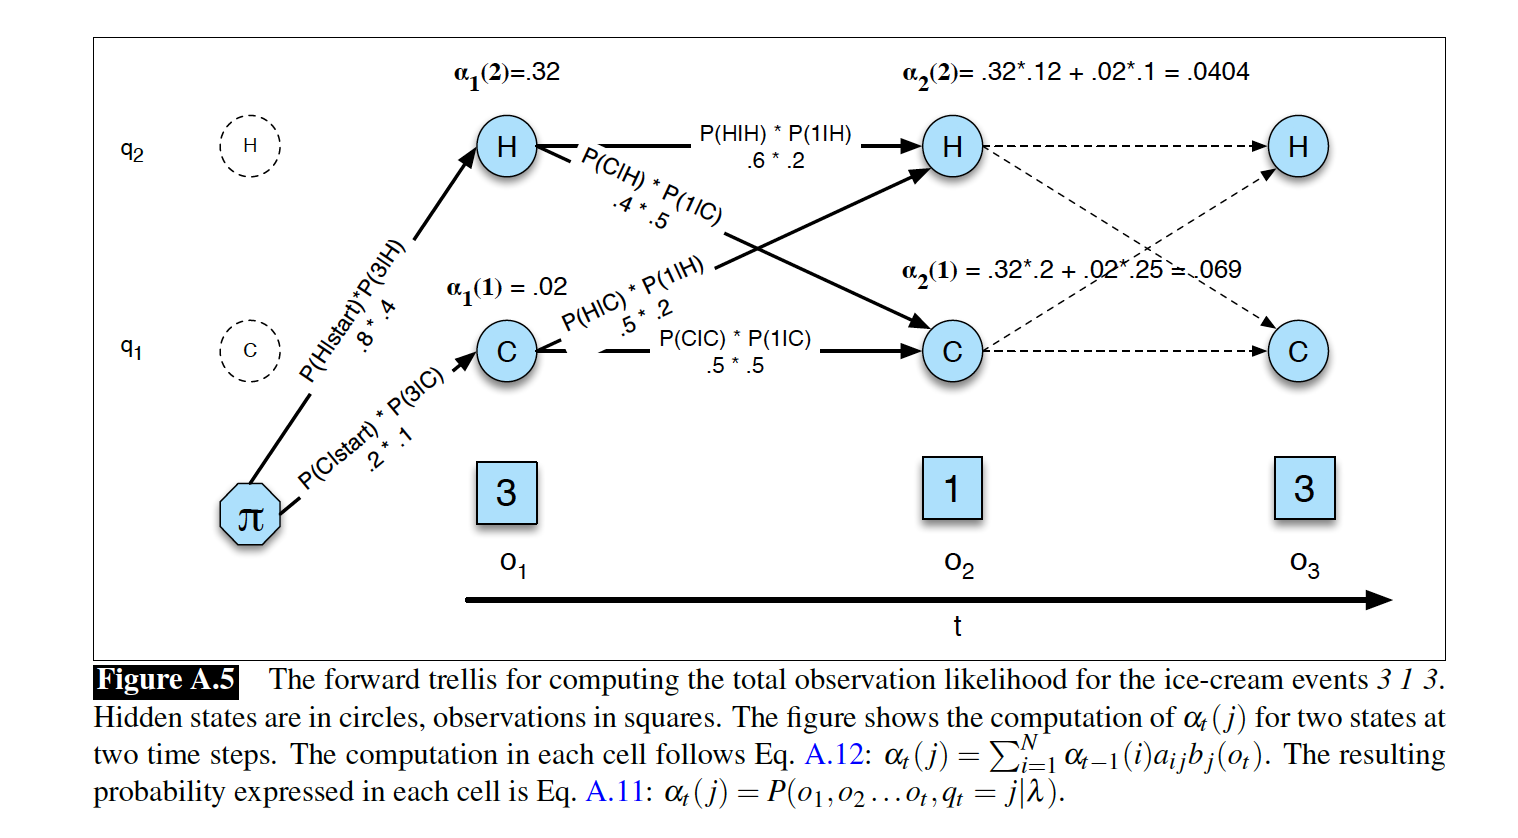 α1(2)=.32
α2(2)= .32*.12 + .02*.1 = .0404
q2
H
H
P(H|H) * P(1|H)
.6 * .2
H
H
P(C|H) * P(1|C)
.4 * .5
P(H|start)*P(3|H)
.8 * .4
α1(1) = .02
P(H|C) * P(1|H)
.5 * .2
α2(1) = .32*.2 + .02*.25 = .069
q1
C
C
P(C|C) * P(1|C)
.5 * .5
C
C
P(C|start) * P(3|C)
.2 * .1
π
3
1
3
o1
o2
o3
t
Figure A.5 The forward trellis for computing the total observation likelihood for the ice-cream events 3 1 3.
Hidden states are in circles, observations in squares. The figure shows the computation of αt(j) for two states at
two time steps. The computation in each cell follows Eq. A.12: αt(j) = ∑N i=1 αt−1(i)aijbj(ot). The resulting
probability expressed in each cell is Eq. A.11: αt(j) = P(o1,o2...ot,qt = j|λ).